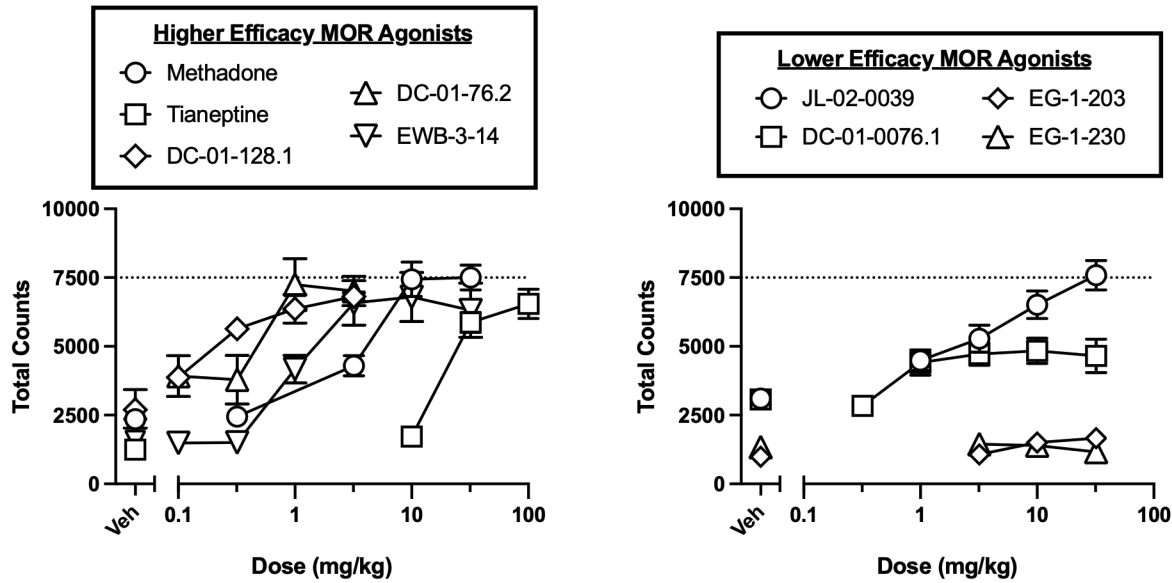 Higher Efficacy MOR Agonists
Methadone
Tianeptine
DC-01-128.1
DC-01-76.2
EWB-3-14
10000
7500
5000
2500
0
Total Counts
Veh
0.1
1
10
100
Dose (mg/kg)
Lower Efficacy MOR Agonists
JL-02-0039
DC-01-0076.1
EG-1-203
EG-1-230
10000
7500
5000
2500
0
Total Counts
Veh
0.1
1
10
100
Dose (mg/kg)